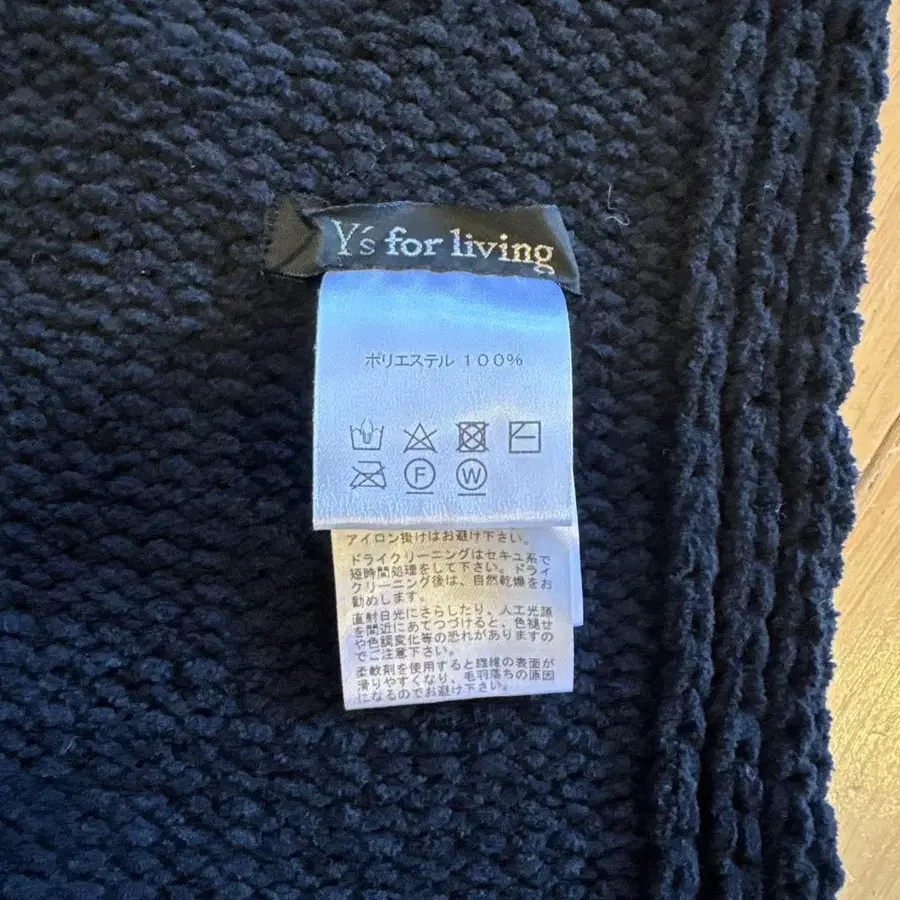 Y's for living
ポリエステル 100%
F W
アイロン掛けはお避け下さい。
ドライクリーニングはセキユ系で
短時間処理をして下さい。ドライ
クリーニング後は、自然乾燥をお
勧めします。
直射日光にさらしたり、人工光源
を間近にあてつづけると、色褪せ
や色調変化等の恐れがありますの
でご注意下さい。
柔軟剤を使用すると繊維の表面が
滑りやすくなり、毛羽落ちの原因
になるのでお避け下さい。